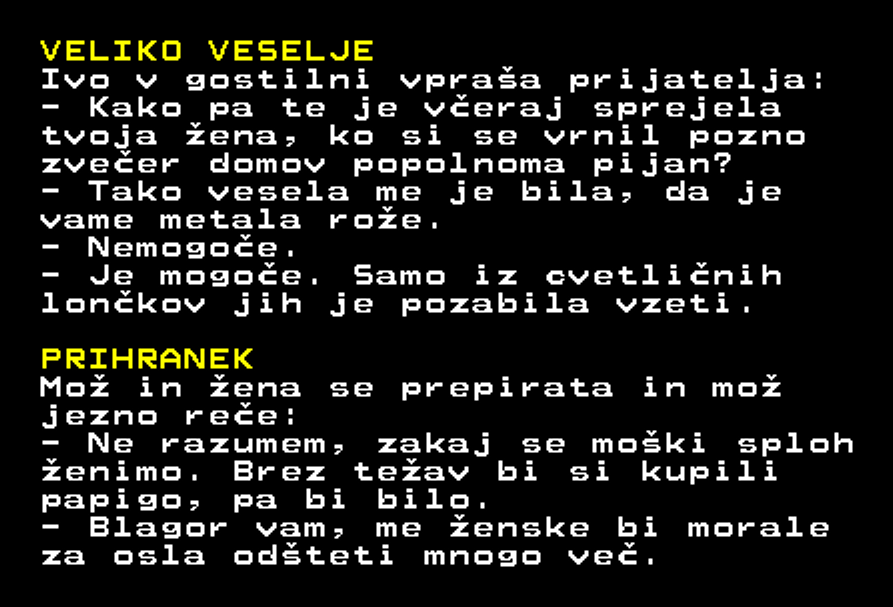 VELIKO VESELJE
Ivo v gostilni vpraša prijatelja:
- Kako pa te je včeraj sprejela
tvoja žena, ko si se vrnil pozno
zvečer domov popolnoma pijan?
- Tako vesela me je bila, da je
vame metala rože.
- Nemogoče.
- Je mogoče. Samo iz cvetličnih
lončkov jih je pozabila vzeti.
PRIHRANEK
Mož in žena se prepirata in mož
jezno reče:
- Ne razumem, zakaj se moški sploh
ženimo. Brez težav bi si kupili
papigo, pa bi bilo.
- Blagor vam, me ženske bi morale
za osla odšteti mnogo več.